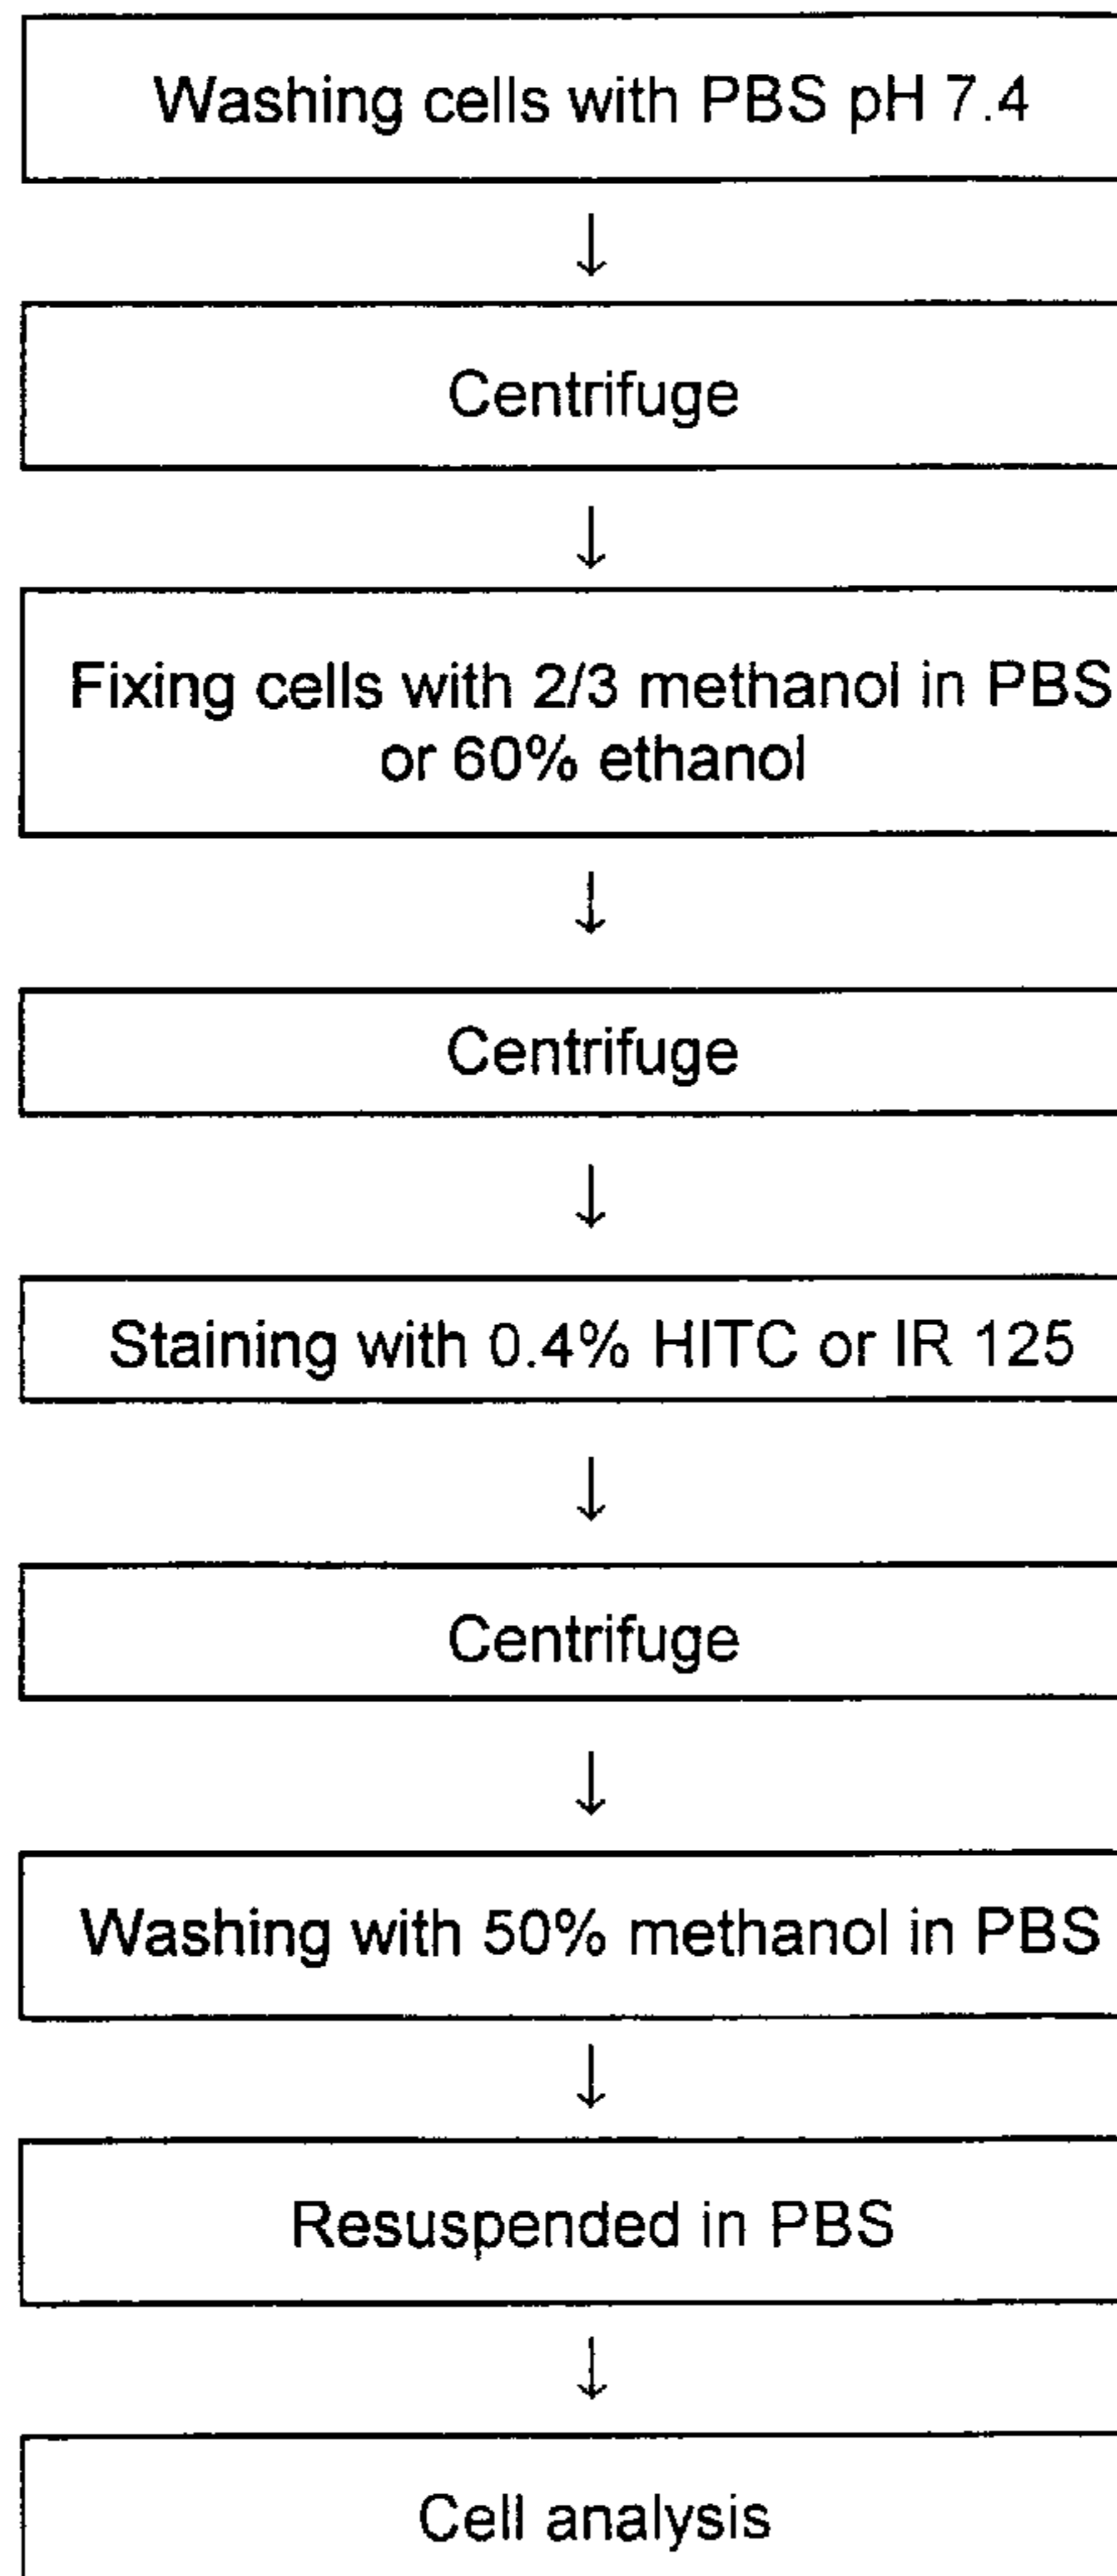 Washing cells with PBS pH 7.4
Centrifuge
Fixing cells with 2/3 methanol in PBS
or 60% ethanol
Centrifuge
Staining with 0.4% HITC or IR 125
Centrifuge
Washing with 50% methanol in PBS
Resuspended in PBS
Cell analysis